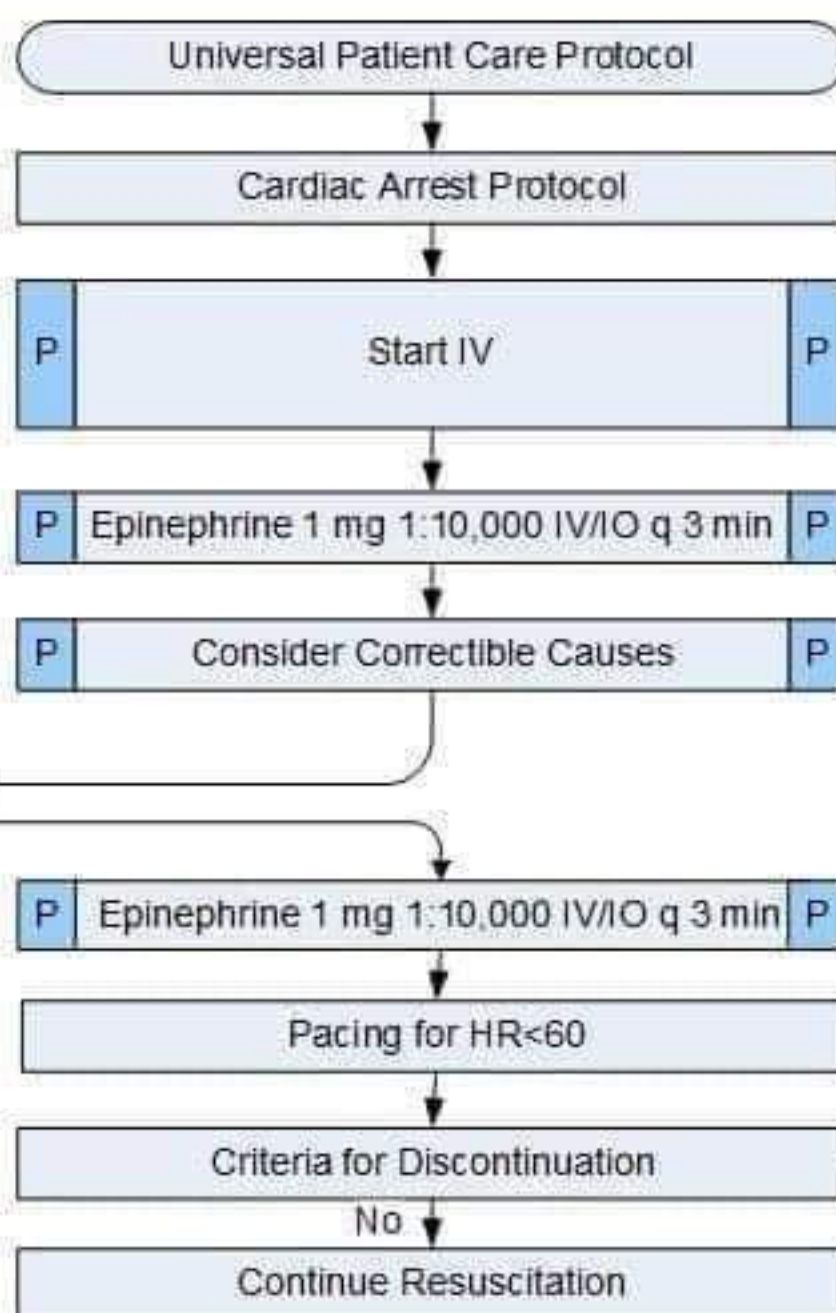 Universal Patient Care Protocol
Cardiac Arrest Protocol
P Start IV P
P Epinephrine 1 mg 1:10,000 IV/IO q 3 min P
P Consider Correctible Causes P
P Epinephrine 1 mg 1:10,000 IV/IO q 3 min P
Pacing for HR<60
Criteria for Discontinuation
No
Continue Resuscitation